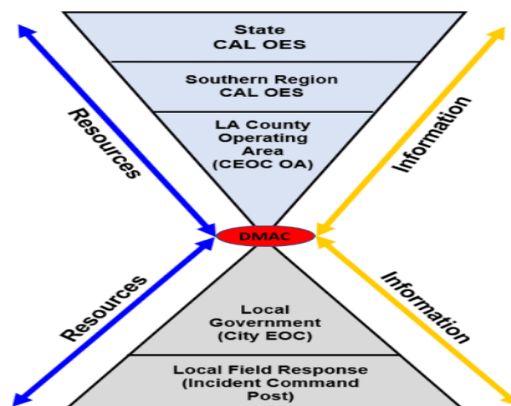 State
CAL OES
Southern Region
CAL OES
LA County
Operating
Area
(CEOC OA)
Resources
Information
DMAC
Resources
Information
Local
Government
(City EOC)
Local Field Response
(Incident Command
Post)